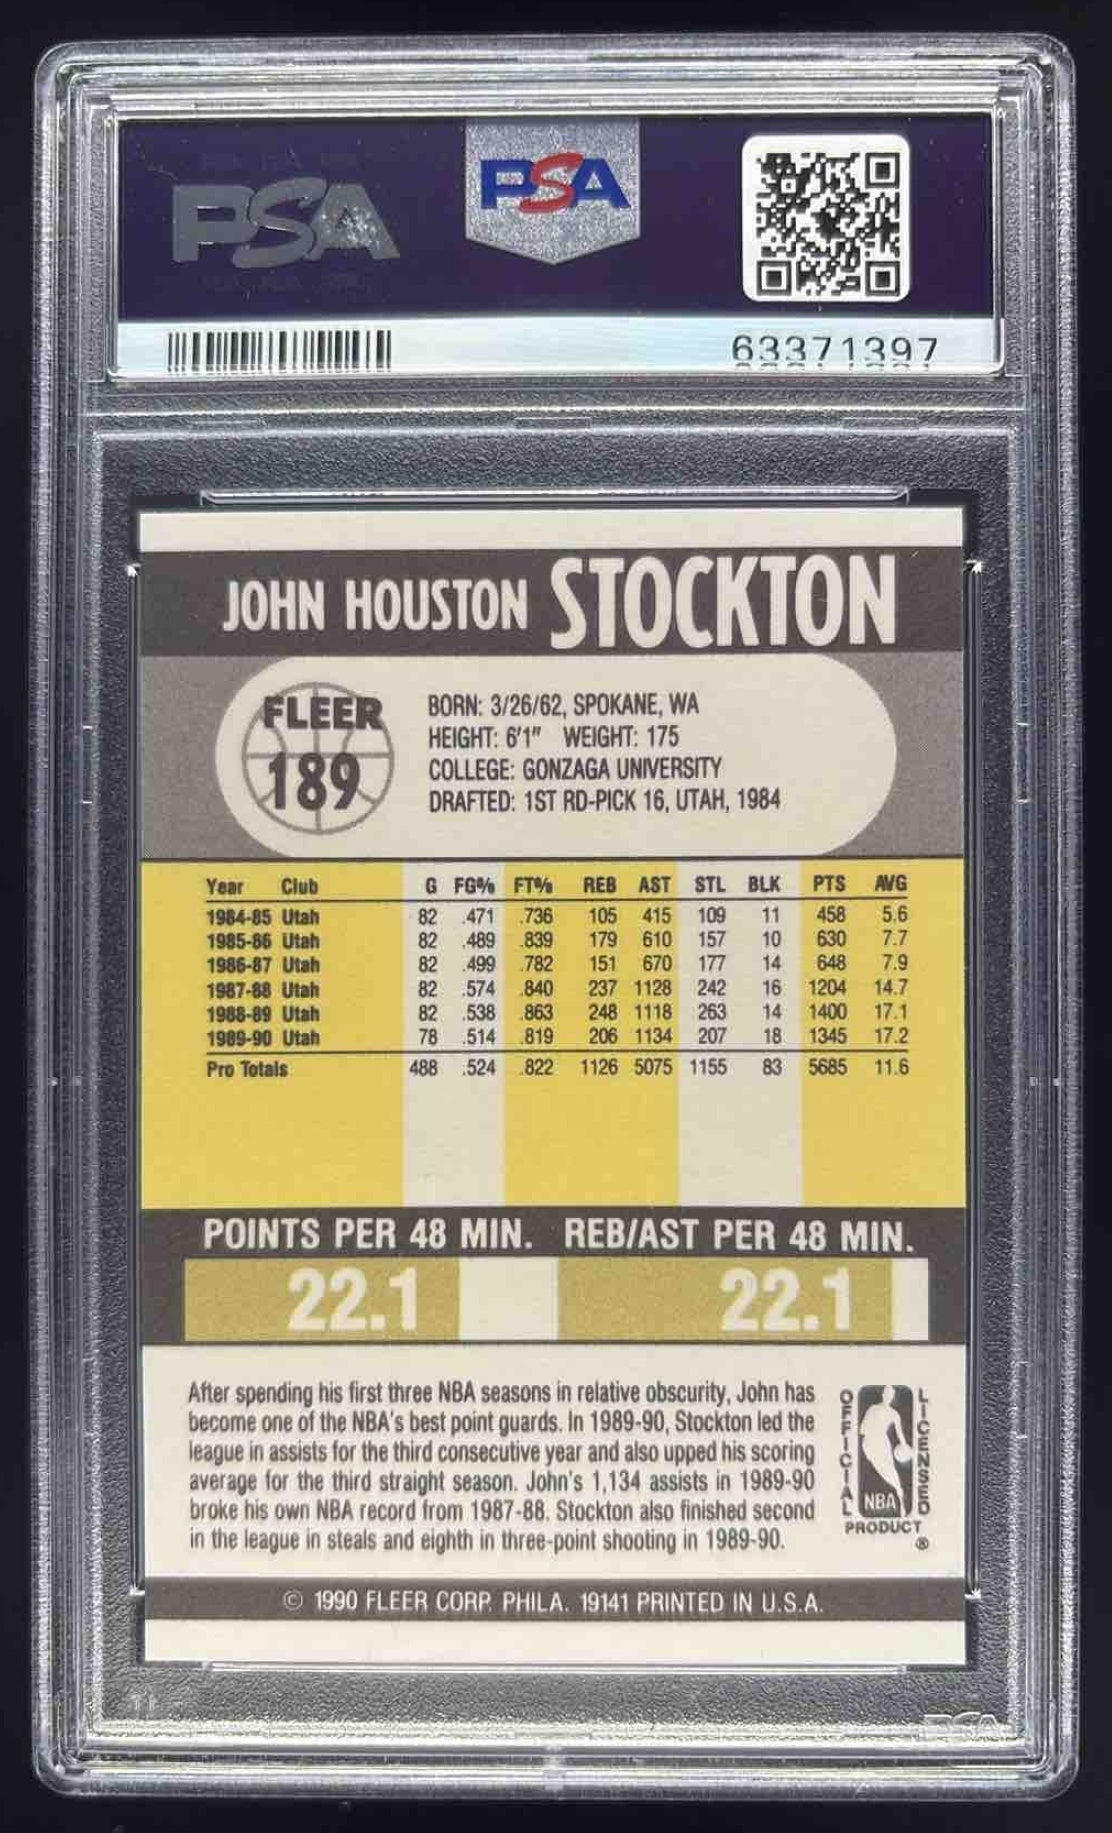 PSA
PSA
63371397
JOHN HOUSTON STOCKTON
FLEER
189
BORN: 3/26/62, SPOKANE, WA
HEIGHT: 6'1" WEIGHT: 175
COLLEGE: GONZAGA UNIVERSITY
DRAFTED: 1ST RD-PICK 16, UTAH, 1984
Year Club G FG% FT% REB AST STL BLK PTS AVG
1984-85 Utah 82 .471 .736 105 415 109 11 458 5.6
1985-86 Utah 82 .489 .839 179 610 157 10 630 7.7
1986-87 Utah 82 .499 .782 151 670 177 14 648 7.9
1987-88 Utah 82 .574 .840 237 1128 242 16 1204 14.7
1988-89 Utah 82 .538 .863 248 1118 263 14 1400 17.1
1989-90 Utah 78 .514 .819 206 1134 207 18 1345 17.2
Pro Totals 488 .524 .822 1126 5075 1155 83 5685 11.6
POINTS PER 48 MIN. REB/AST PER 48 MIN.
22.1 22.1
After spending his first three NBA seasons in relative obscurity, John has
become one of the NBA's best point guards. In 1989-90, Stockton led the
league in assists for the third consecutive year and also upped his scoring
average for the third straight season. John's 1,134 assists in 1989-90
broke his own NBA record from 1987-88. Stockton also finished second
in the league in steals and eighth in three-point shooting in 1989-90.
OFFICIAL LICENSED
NBA
PRODUCT
®
© 1990 FLEER CORP. PHILA. 19141 PRINTED IN U.S.A.
PSA